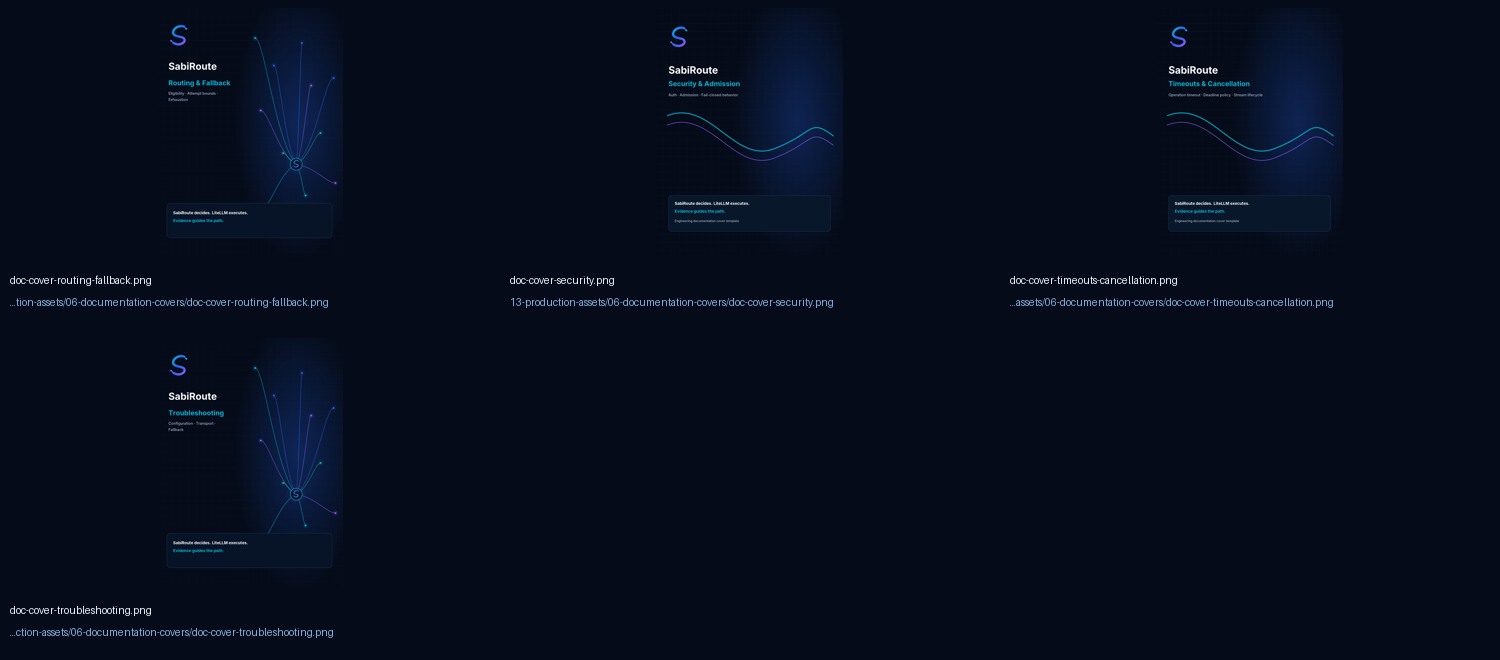 SabiRoute
Routing & Fallback
Eligibility · Attempt bounds ·
Exhaustion
SabiRoute decides. LiteLLM executes.
Evidence guides the path.
doc-cover-routing-fallback.png
...tion-assets/06-documentation-covers/doc-cover-routing-fallback.png
SabiRoute
Security & Admission
Auth · Admission · Fail-closed behavior
SabiRoute decides. LiteLLM executes.
Evidence guides the path.
Engineering documentation cover template
doc-cover-security.png
13-production-assets/06-documentation-covers/doc-cover-security.png
SabiRoute
Timeouts & Cancellation
Operation timeout · Deadline policy · Stream lifecycle
SabiRoute decides. LiteLLM executes.
Evidence guides the path.
Engineering documentation cover template
doc-cover-timeouts-cancellation.png
...assets/06-documentation-covers/doc-cover-timeouts-cancellation.png
SabiRoute
Troubleshooting
Configuration · Transport ·
Fallback
SabiRoute decides. LiteLLM executes.
Evidence guides the path.
doc-cover-troubleshooting.png
...ction-assets/06-documentation-covers/doc-cover-troubleshooting.png